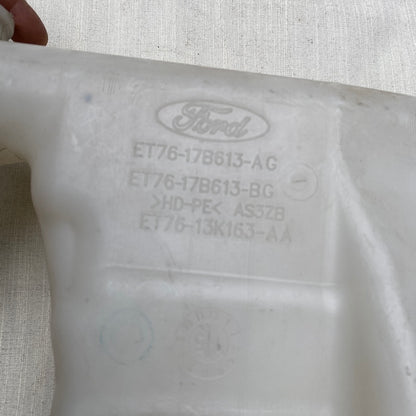 Ford
ET76-17B613-AG
ET76-17B613-BG
>HD-PE< AS3ZB
ET76-13K163-AA